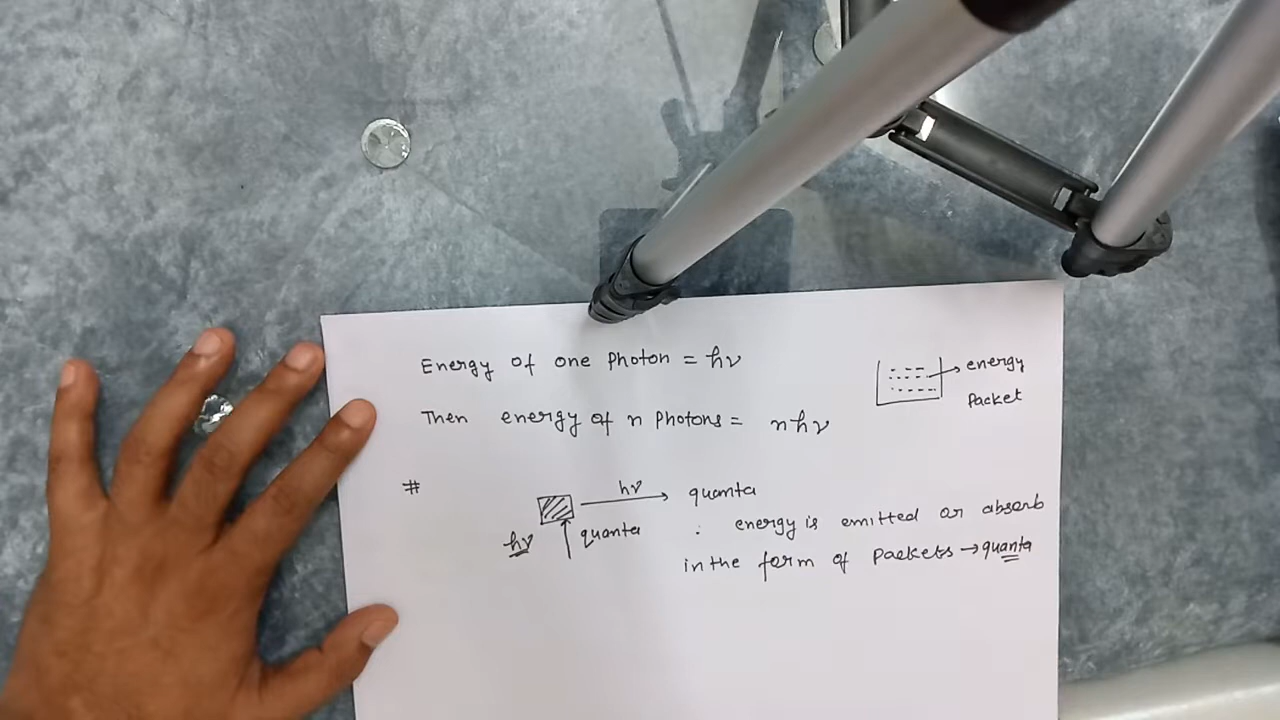 Energy of one Photon = hν
energy
Packet
Then energy of n Photons = nhν
#
hν
quanta
hν
quanta
∴ energy is emitted or absorb
in the form of Packets → quanta